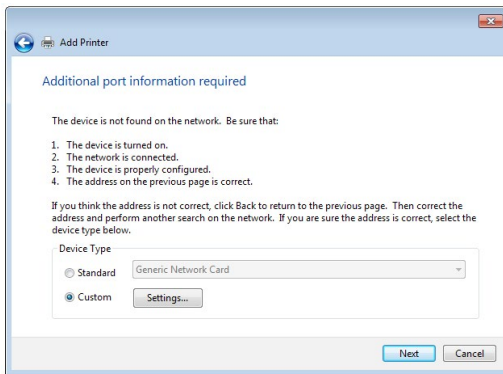 Add Printer
Additional port information required
The device is not found on the network. Be sure that:
1. The device is turned on.
2. The network is connected.
3. The device is properly configured.
4. The address on the previous page is correct.
If you think the address is not correct, click Back to return to the previous page. Then correct the
address and perform another search on the network. If you are sure the address is correct, select the
device type below.
Device Type
Standard Generic Network Card
Custom Settings...
Next Cancel